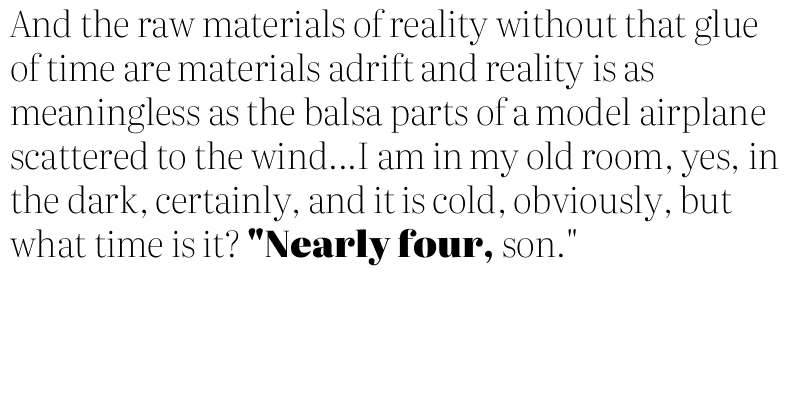 And the raw materials of reality without that glue
of time are materials adrift and reality is as
meaningless as the balsa parts of a model airplane
scattered to the wind...I am in my old room, yes, in
the dark, certainly, and it is cold, obviously, but
what time is it? "Nearly four, son."